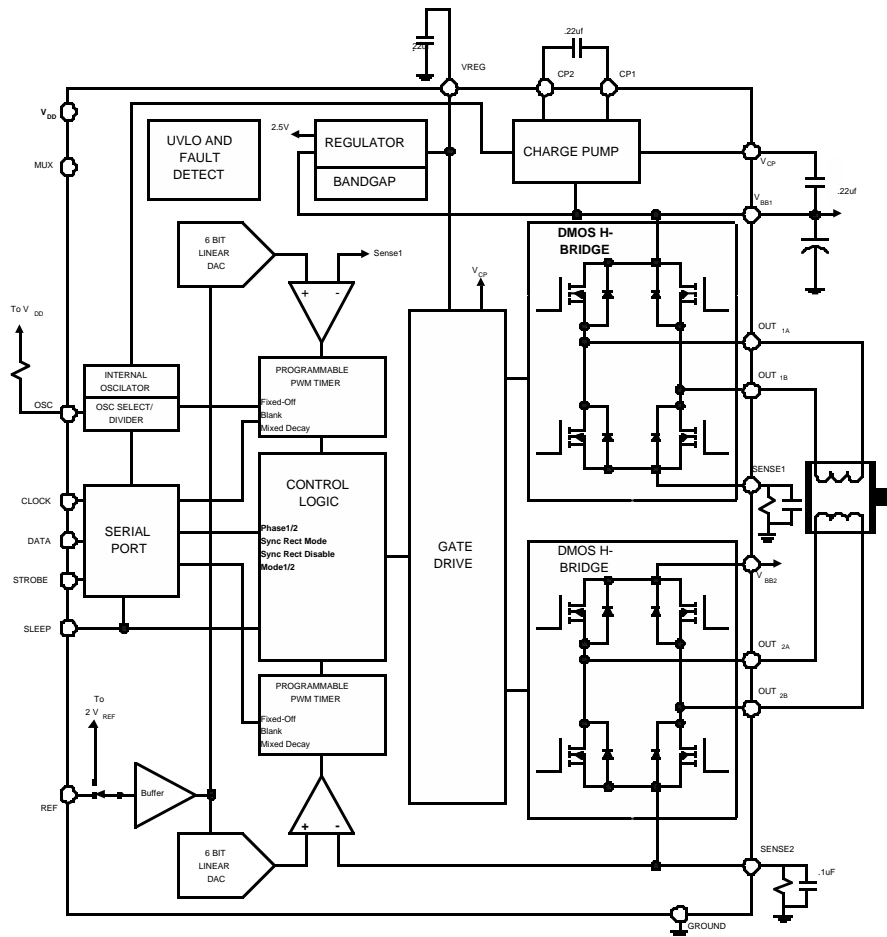 .22uf
.22uf
VREG
CP2
CP1
V DD
MUX
UVLO AND
FAULT
DETECT
2.5V
REGULATOR
BANDGAP
CHARGE PUMP
V CP
.22uf
V BB1
6 BIT
LINEAR
DAC
Sense1
+
-
V CP
DMOS H-
BRIDGE
To V DD
OUT 1A
OUT 1B
INTERNAL
OSCILATOR
OSC SELECT/
DIVIDER
OSC
PROGRAMMABLE
PWM TIMER
Fixed-Off
Blank
Mixed Decay
SENSE1
CLOCK
DATA
STROBE
SLEEP
SERIAL
PORT
CONTROL
LOGIC
Phase1/2
Sync Rect Mode
Sync Rect Disable
Mode1/2
GATE
DRIVE
DMOS H-
BRIDGE
V BB2
OUT 2A
OUT 2B
PROGRAMMABLE
PWM TIMER
Fixed-Off
Blank
Mixed Decay
To
2 V REF
REF
Buffer
+
-
6 BIT
LINEAR
DAC
SENSE2
.1uF
GROUND